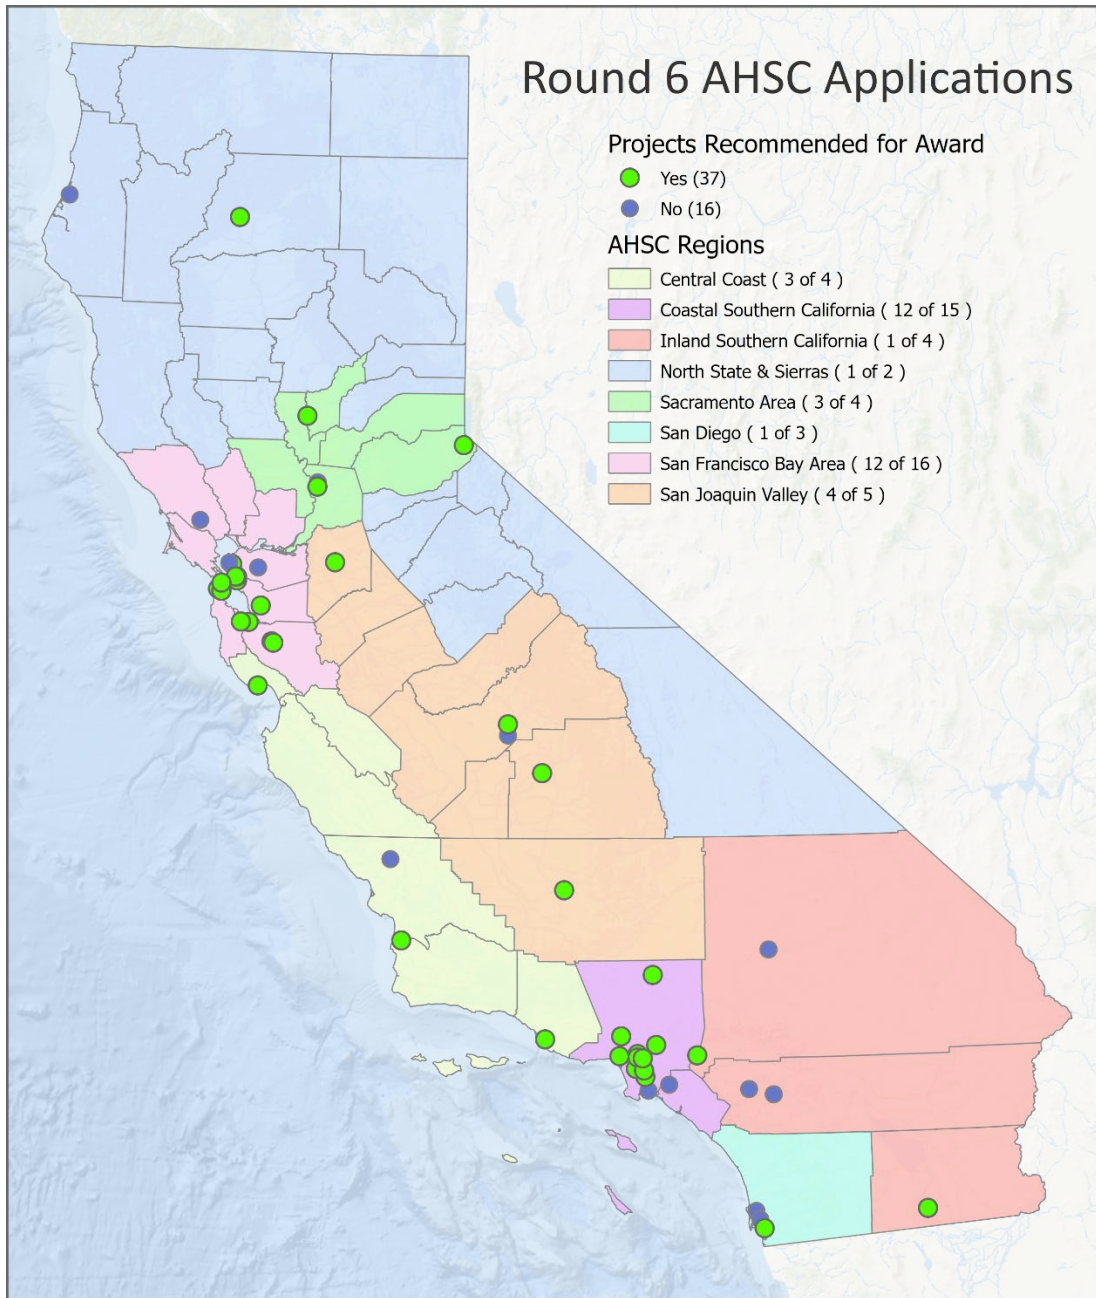 Round 6 AHSC Applications
Projects Recommended for Award
Yes (37)
No (16)
AHSC Regions
Central Coast ( 3 of 4 )
Coastal Southern California ( 12 of 15 )
Inland Southern California ( 1 of 4 )
North State & Sierras ( 1 of 2 )
Sacramento Area ( 3 of 4 )
San Diego ( 1 of 3 )
San Francisco Bay Area ( 12 of 16 )
San Joaquin Valley ( 4 of 5 )